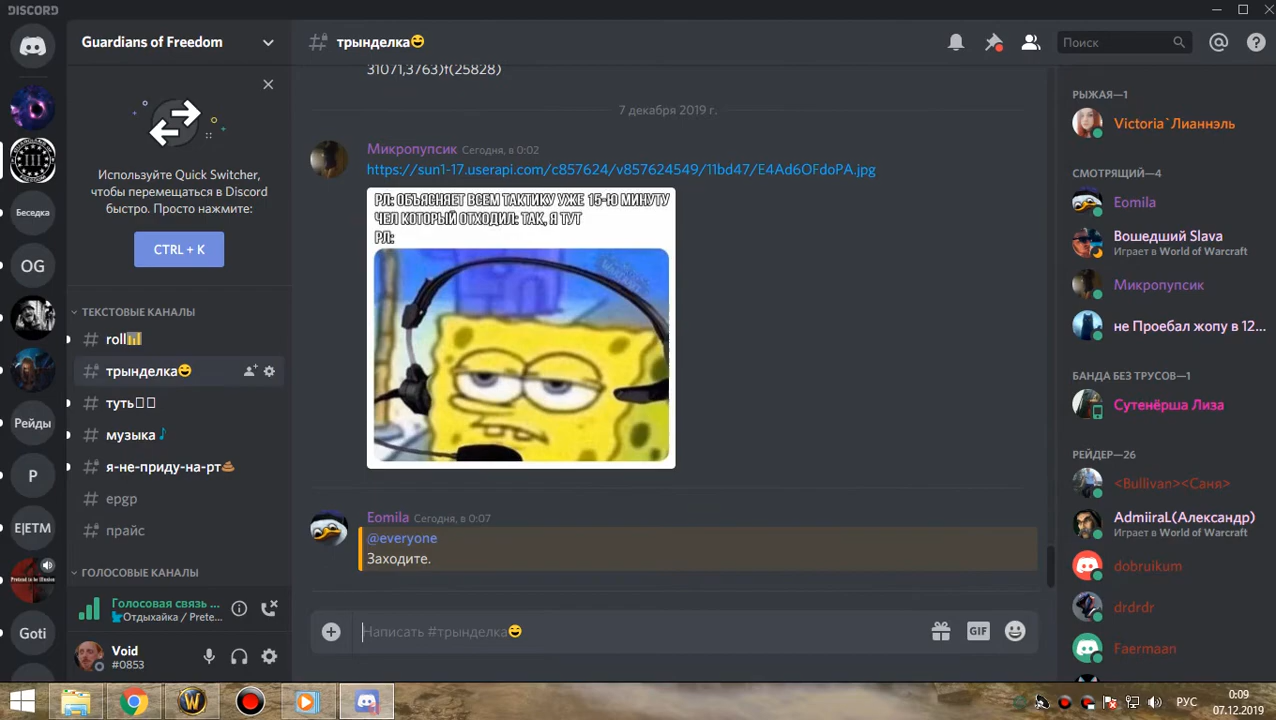 DISCORD
Guardians of Freedom
трынделка
Поиск
III
Используйте Quick Switcher,
чтобы перемещаться в Discord
быстро. Просто нажмите:
CTRL + K
Беседка
OG
Рейды
P
E|ETM
Goti
ТЕКСТОВЫЕ КАНАЛЫ
roll
трынделка
туть
музыка
я-не-приду-на-рт
epgp
прайс
ГОЛОСОВЫЕ КАНАЛЫ
Голосовая связь ...
Отдыхайка / Prete...
Void
#0853
31071,3763)f(25828)
7 декабря 2019 г.
Микропупсик Сегодня, в 0:02
https://sun1-17.userapi.com/c857624/v857624549/11bd47/E4Ad6OFdoPA.jpg
РЛ: ОБЪЯСНЯЕТ ВСЕМ ТАКТИКУ УЖЕ 15-Ю МИНУТУ
ЧЕЛ КОТОРЫЙ ОТХОДИЛ: ТАК, Я ТУТ
РЛ:
Eomila Сегодня, в 0:07
@everyone
Заходите.
Написать #трынделка
GIF
РЫЖАЯ—1
Victoria`Лианнэль
СМОТРЯЩИЙ—4
Eomila
Вошедший Slava
Играет в World of Warcraft
Микропупсик
не Проебал жопу в 12...
БАНДА БЕЗ ТРУСОВ—1
Сутенёрша Лиза
РЕЙДЕР—26
<Bullivan><Саня>
AdmiiraL(Александр)
Играет в World of Warcraft
dobruikum
drdrdr
Faermaan
РУС
0:09
07.12.2019